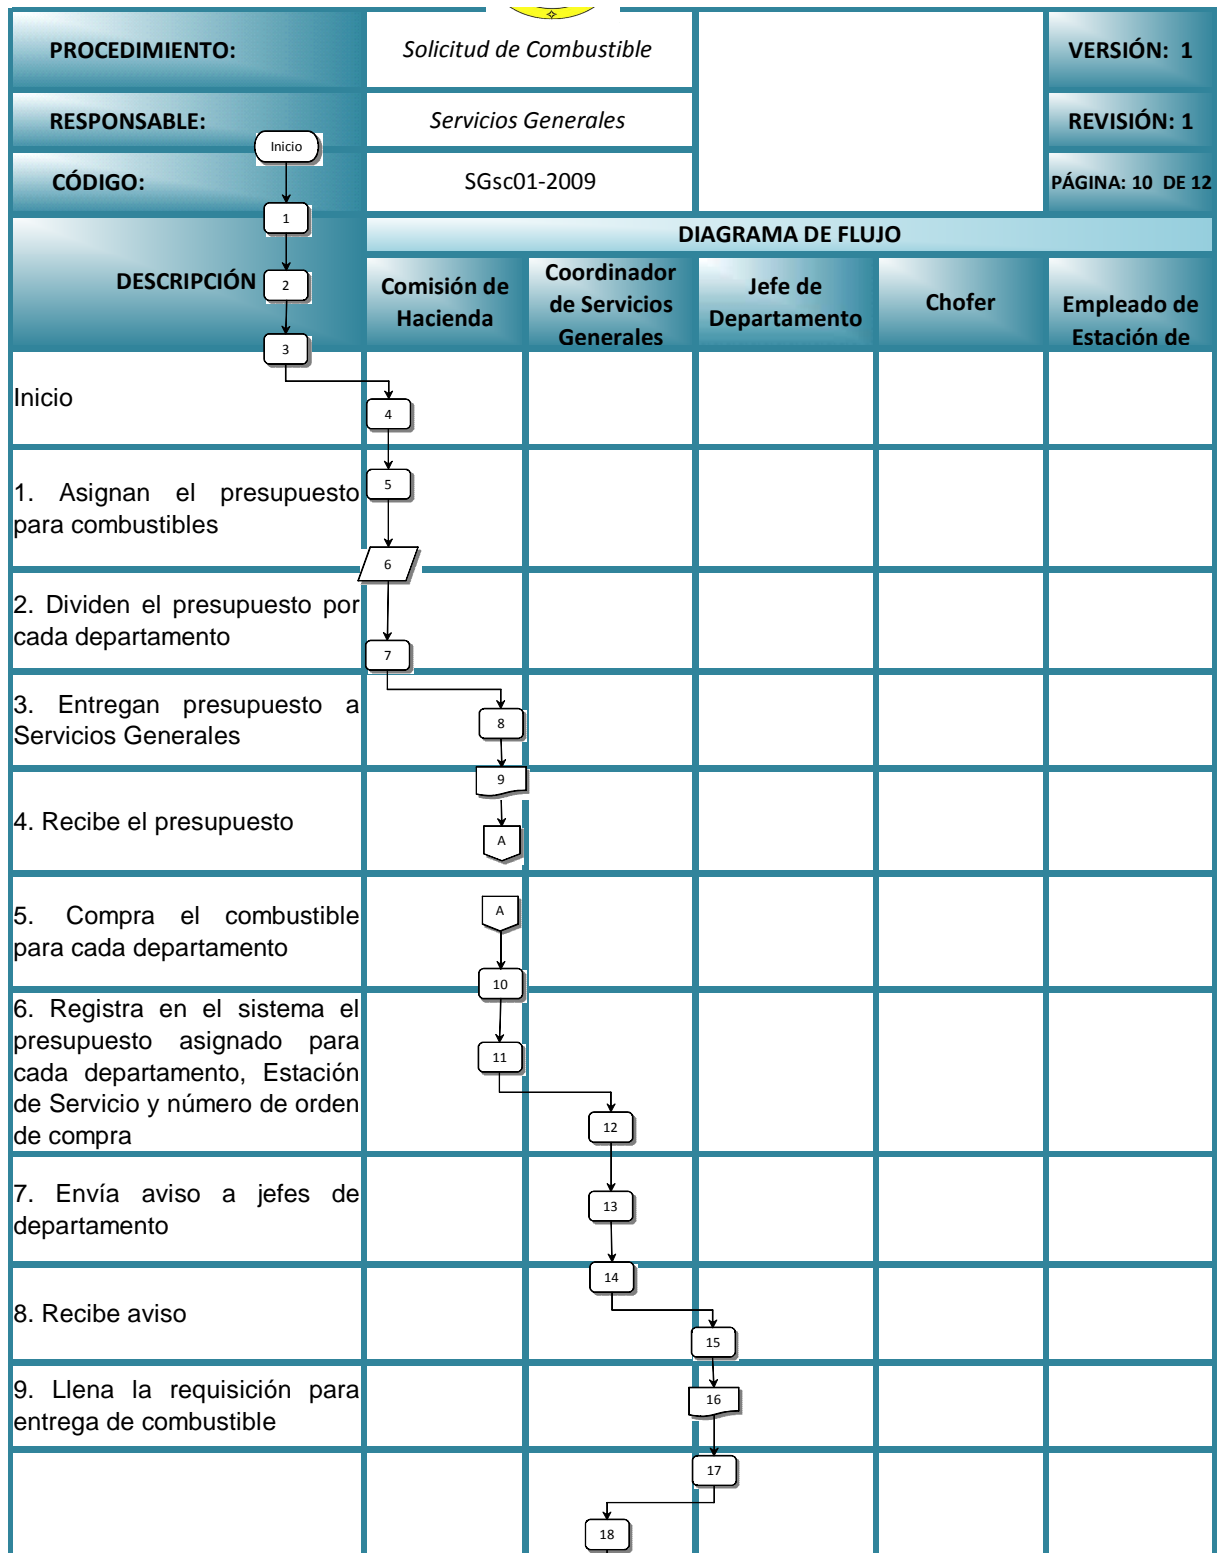 PROCEDIMIENTO:
Solicitud de Combustible
VERSIÓN: 1
RESPONSABLE:
Servicios Generales
REVISIÓN: 1
Inicio
CÓDIGO:
SGsc01-2009
PÁGINA: 10 DE 12
1
DIAGRAMA DE FLUJO
DESCRIPCIÓN
2
3
Comisión de
Hacienda
Coordinador
de Servicios
Generales
Jefe de
Departamento
Chofer
Empleado de
Estación de
Inicio
4
1. Asignan el presupuesto
para combustibles
5
6
2. Dividen el presupuesto por
cada departamento
7
3. Entregan presupuesto a
Servicios Generales
8
9
4. Recibe el presupuesto
A
5. Compra el combustible
para cada departamento
A
10
6. Registra en el sistema el
presupuesto asignado para
cada departamento, Estación
de Servicio y número de orden
de compra
11
12
7. Envía aviso a jefes de
departamento
13
14
8. Recibe aviso
15
9. Llena la requisición para
entrega de combustible
16
17
18